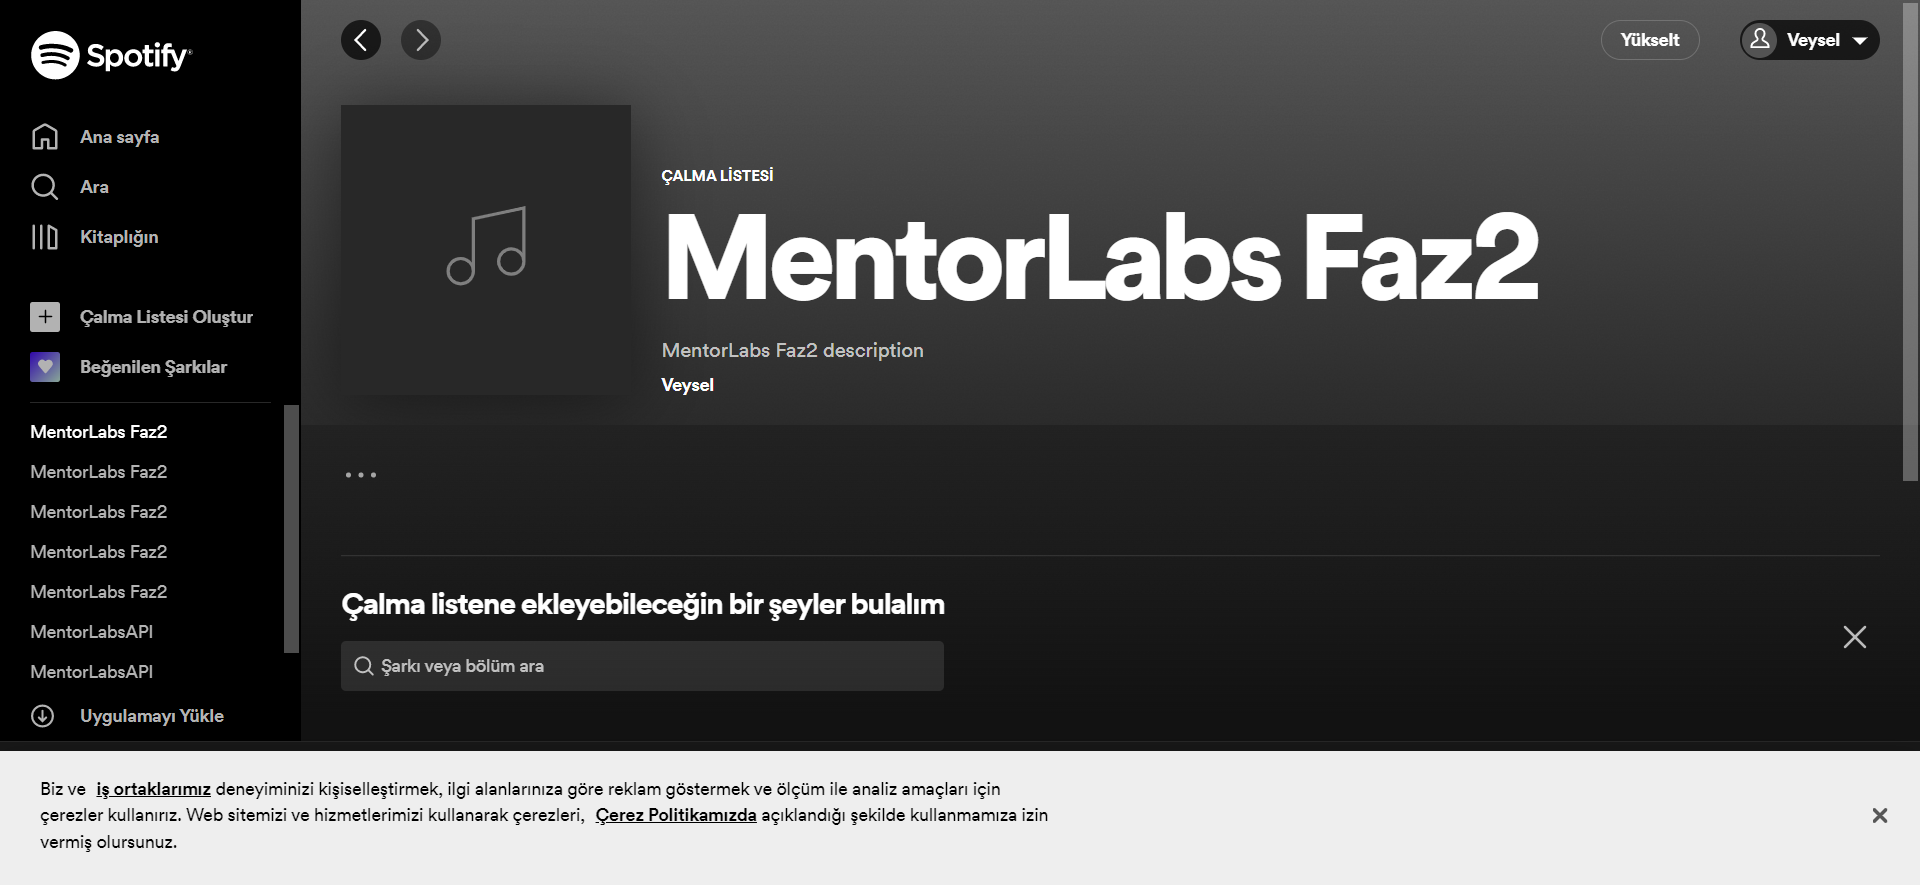 Spotify
Ana sayfa
Ara
Kitaplığın
Çalma Listesi Oluştur
Beğenilen Şarkılar
MentorLabs Faz2
MentorLabs Faz2
MentorLabs Faz2
MentorLabs Faz2
MentorLabs Faz2
MentorLabsAPI
MentorLabsAPI
Uygulamayı Yükle
Yükselt
Veysel
ÇALMA LİSTESİ
MentorLabs Faz2
MentorLabs Faz2 description
Veysel
Çalma listene ekleyebileceğin bir şeyler bulalım
Şarkı veya bölüm ara
Biz ve iş ortaklarımız deneyiminizi kişiselleştirmek, ilgi alanlarınıza göre reklam göstermek ve ölçüm ile analiz amaçları için
çerezler kullanırız. Web sitemizi ve hizmetlerimizi kullanarak çerezleri, Çerez Politikamızda açıklandığı şekilde kullanmamıza izin
vermiş olursunuz.